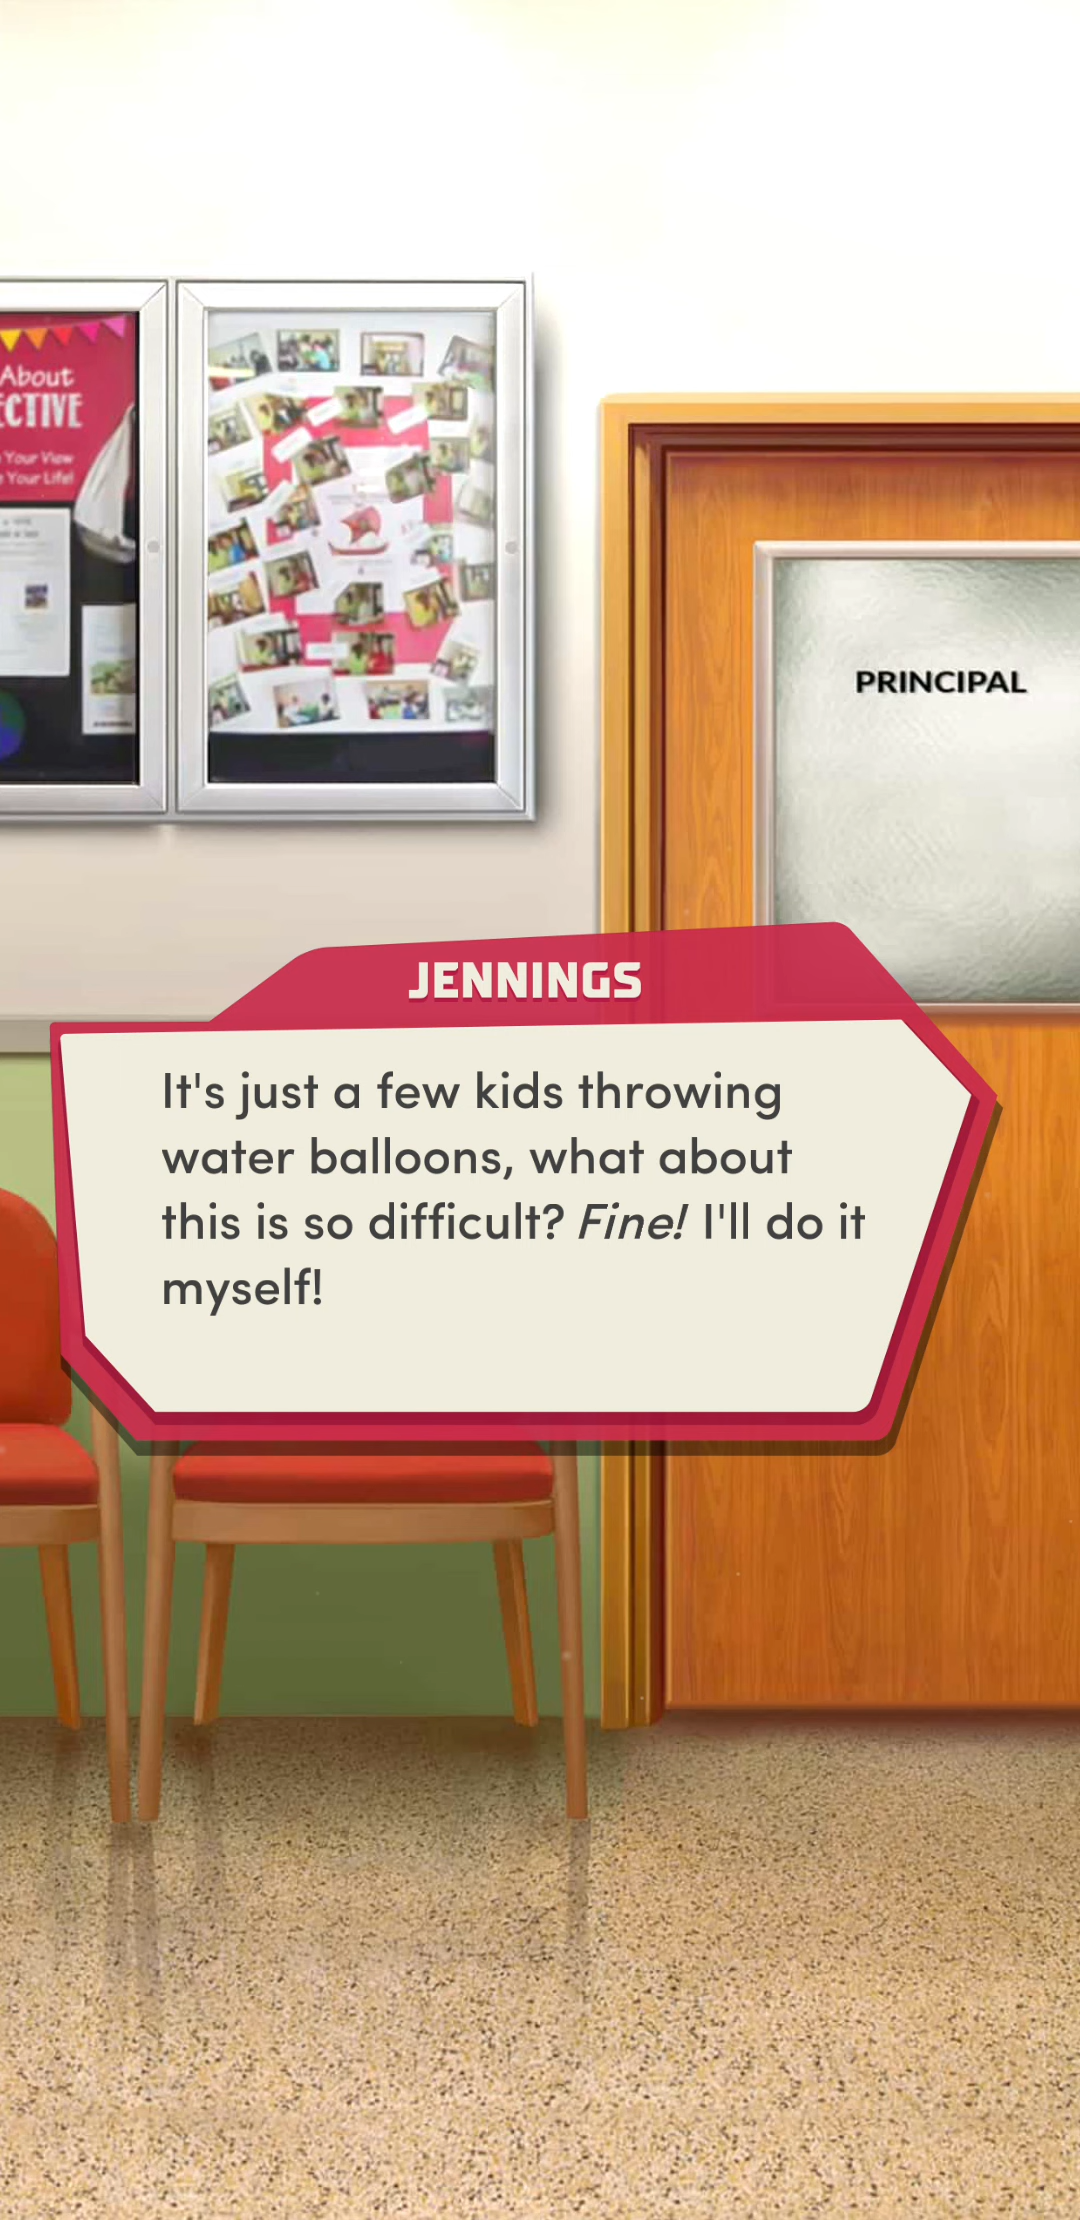 About
ECTIVE
Your View
Your Life!
PRINCIPAL
JENNINGS
It's just a few kids throwing
water balloons, what about
this is so difficult? Fine! I'll do it
myself!